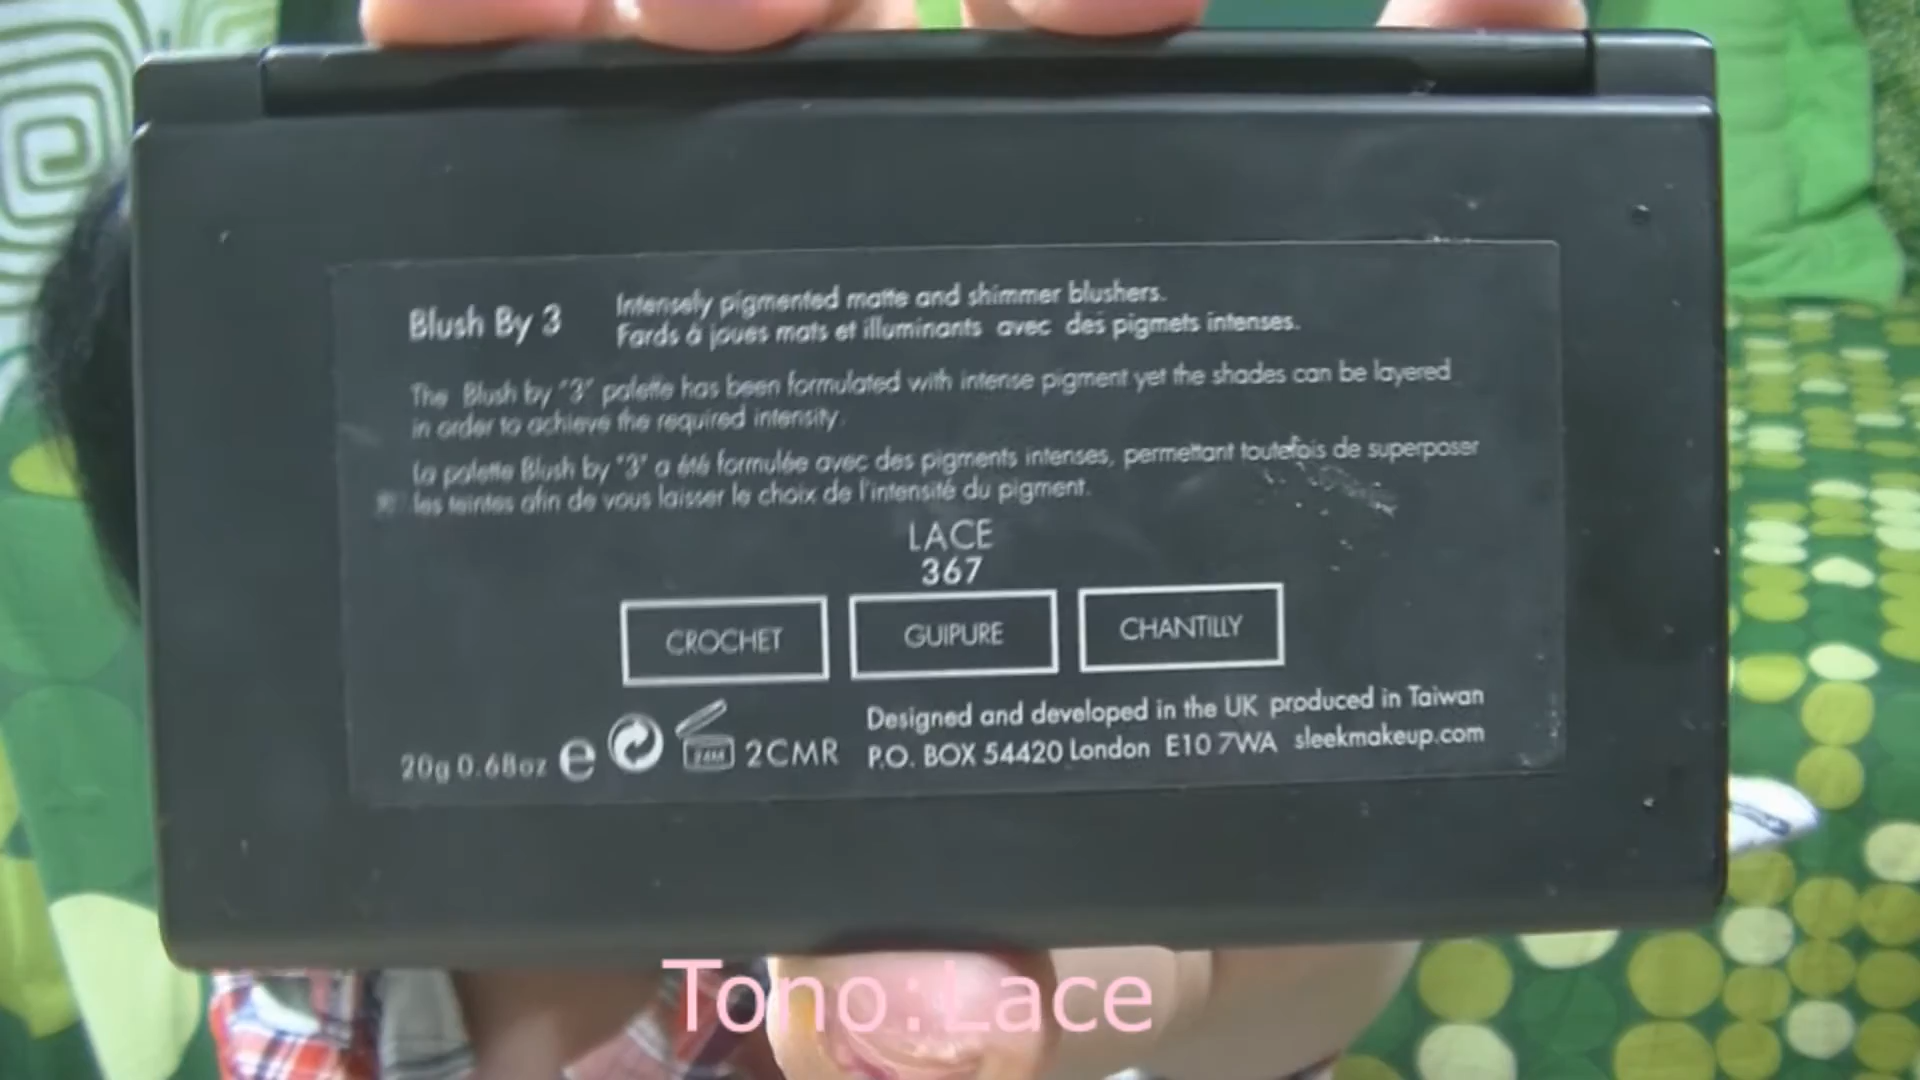 Blush By 3
Intensely pigmented matte and shimmer blushers.
Fards à joues mats et illuminants avec des pigmets intenses.
The Blush by "3" palette has been formulated with intense pigment yet the shades can be layered
in order to achieve the required intensity.
La palette Blush by "3" a été formulée avec des pigments intenses, permettant toutefois de superposer
les teintes afin de vous laisser le choix de l'intensité du pigment.
LACE
367
CROCHET
GUIPURE
CHANTILLY
Designed and developed in the UK produced in Taiwan
20g 0.68oz e 24M 2CMR
P.O. BOX 54420 London E10 7WA sleekmakeup.com
Tono:Lace